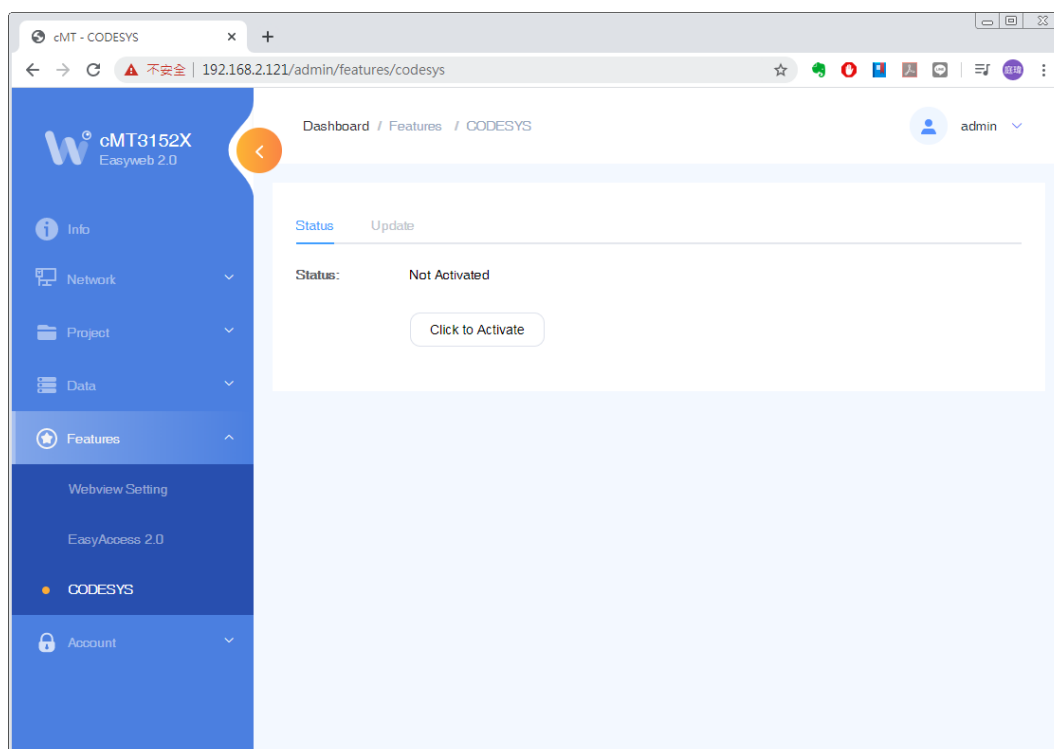 cMT - CODESYS
不安全 192.168.2.121/admin/features/codesys
庭瑋
cMT3152X
Easyweb 2.0
Dashboard / Features / CODESYS
admin
Info
Network
Project
Data
Features
Webview Setting
EasyAccess 2.0
CODESYS
Account
Status Update
Status: Not Activated
Click to Activate